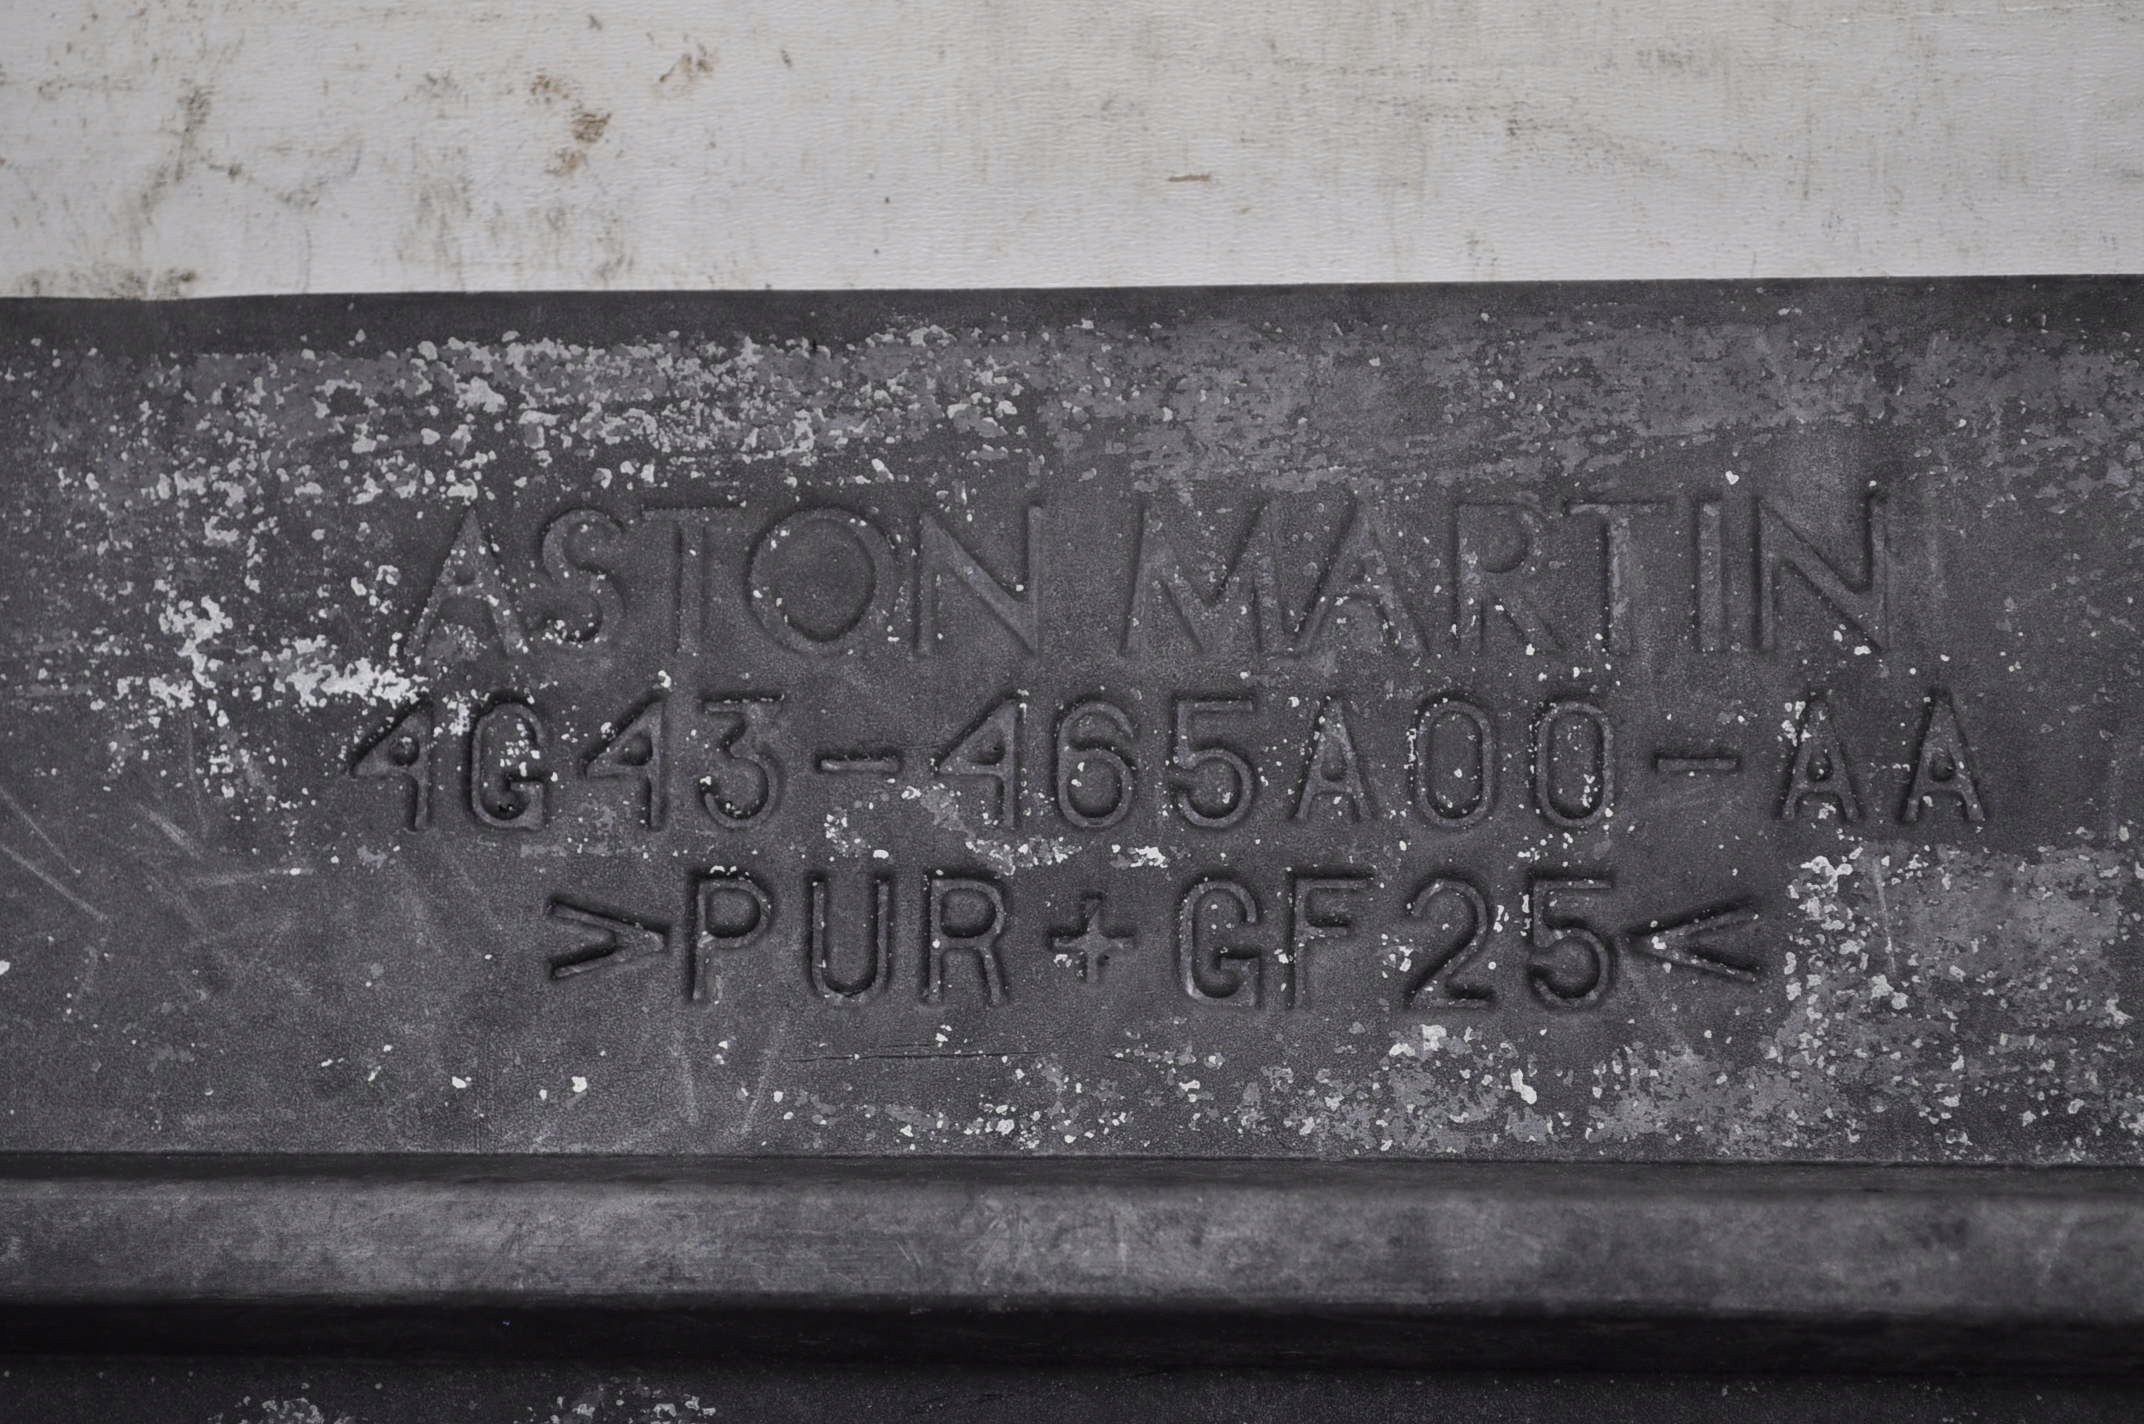 ASTON MARTIN
4G43-465A00-AA
>PUR+GF25<